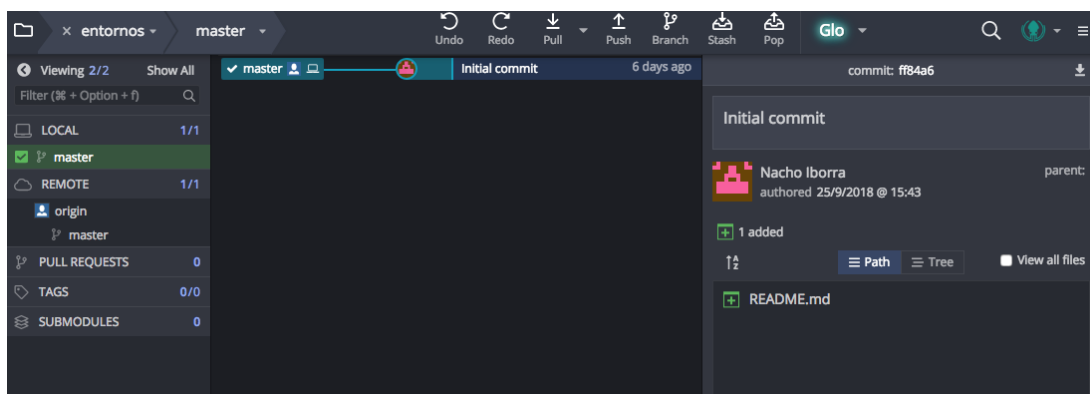 × entornos
master
Undo
Redo
Pull
Push
Branch
Stash
Pop
Glo
Viewing 2/2 Show All
Filter (⌘ + Option + f)
LOCAL 1/1
master
REMOTE 1/1
origin
master
PULL REQUESTS 0
TAGS 0/0
SUBMODULES 0
master
Initial commit 6 days ago
commit: ff84a6
Initial commit
Nacho Iborra parent:
authored 25/9/2018 @ 15:43
1 added
Path Tree View all files
README.md